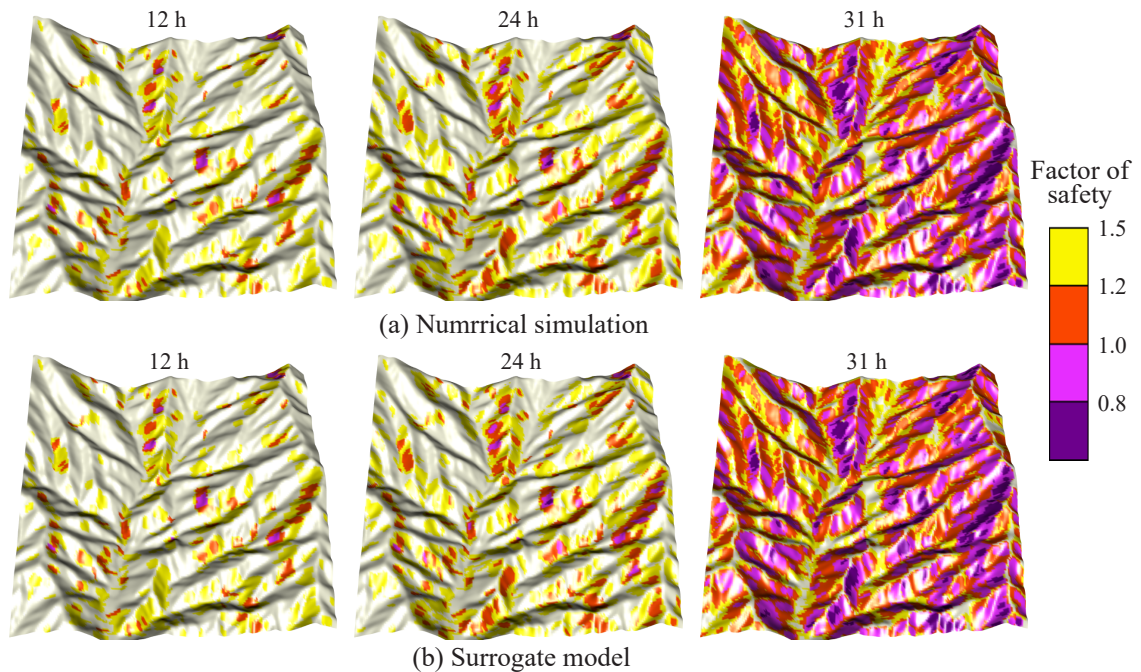 12 h
24 h
31 h
Factor of
safety
1.5
1.2
1.0
0.8
(a) Numrrical simulation
12 h
24 h
31 h
(b) Surrogate model